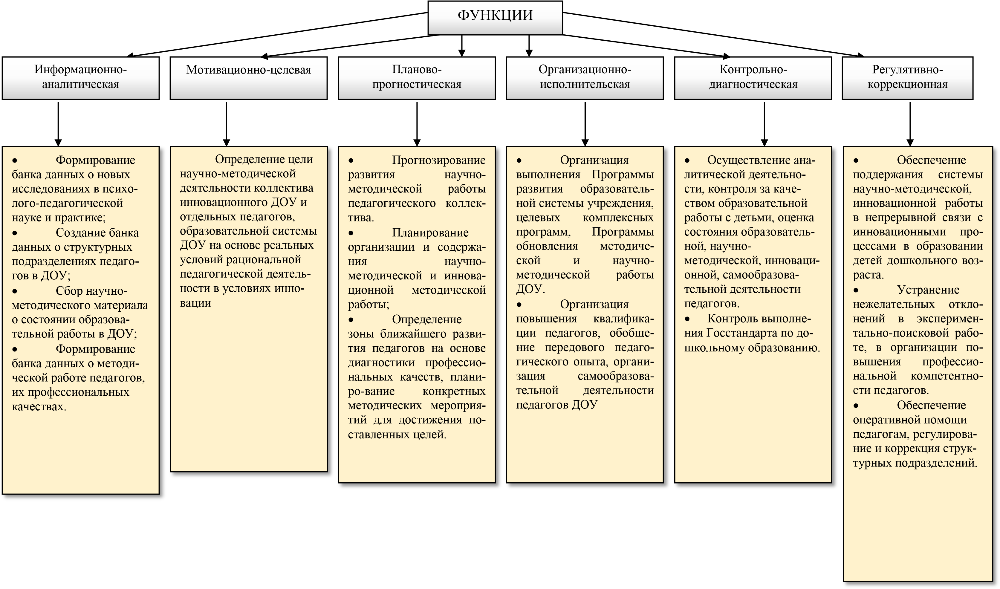 ФУНКЦИИ
Информационно-
аналитическая
Мотивационно-целевая
Планово-
прогностическая
Организационно-
исполнительская
Контрольно-
диагностическая
Регулятивно-
коррекционная
• Формирование
банка данных о новых
исследованиях в психо-
лого-педагогической
науке и практике;
• Создание банка
данных о структурных
подразделениях педаго-
гов в ДОУ;
• Сбор научно-
методического материала
о состоянии образова-
тельной работы в ДОУ;
• Формирование
банка данных о методи-
ческой работе педагогов,
их профессиональных
качествах.
Определение цели
научно-методической
деятельности коллектива
инновационного ДОУ и
отдельных педагогов,
образовательной системы
ДОУ на основе реальных
условий рациональной
педагогической деятель-
ности в условиях инно-
вации
• Прогнозирование
развития научно-
методической работы
педагогического коллек-
тива.
• Планирование
организации и содержа-
ния научно-
методической и иннова-
ционной методической
работы;
• Определение
зоны ближайшего разви-
тия педагогов на основе
диагностики профессио-
нальных качеств, плани-
ро-вание конкретных
методических мероприя-
тий для достижения по-
ставленных целей.
• Организация
выполнения Программы
развития образователь-
ной системы учреждения,
целевых комплексных
программ, Программы
обновления методиче-
ской и научно-
методической работы
ДОУ.
• Организация
повышения квалифика-
ции педагогов, обобще-
ние передового педаго-
гического опыта, органи-
зация самообразова-
тельной деятельности
педагогов ДОУ
• Осуществление ана-
литической деятельно-
сти, контроля за каче-
ством образовательной
работы с детьми, оценка
состояния образователь-
ной, научно-
методической, инноваци-
онной, самообразова-
тельной деятельности
педагогов.
• Контроль выполне-
ния Госстандарта по до-
школьному образованию.
• Обеспечение
поддержания системы
научно-методической,
инновационной работы
в непрерывной связи с
инновационными про-
цессами в образовании
детей дошкольного воз-
раста.
• Устранение
нежелательных откло-
нений в эксперимен-
тально-поисковой рабо-
те, в организации по-
вышения профессио-
нальной компетентно-
сти педагогов.
• Обеспечение
оперативной помощи
педагогам, регулирова-
ние и коррекция струк-
турных подразделений.